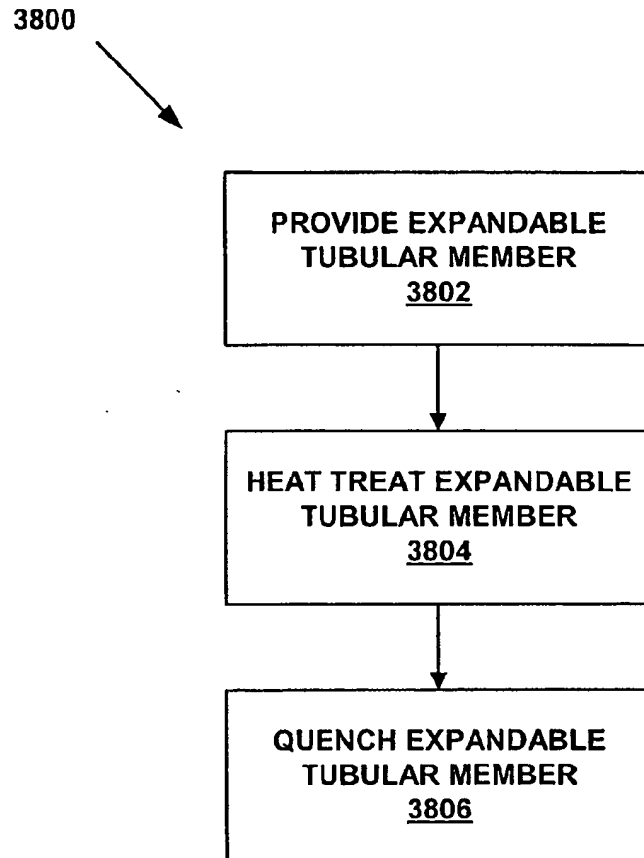 3800
PROVIDE EXPANDABLE
TUBULAR MEMBER
3802
HEAT TREAT EXPANDABLE
TUBULAR MEMBER
3804
QUENCH EXPANDABLE
TUBULAR MEMBER
3806